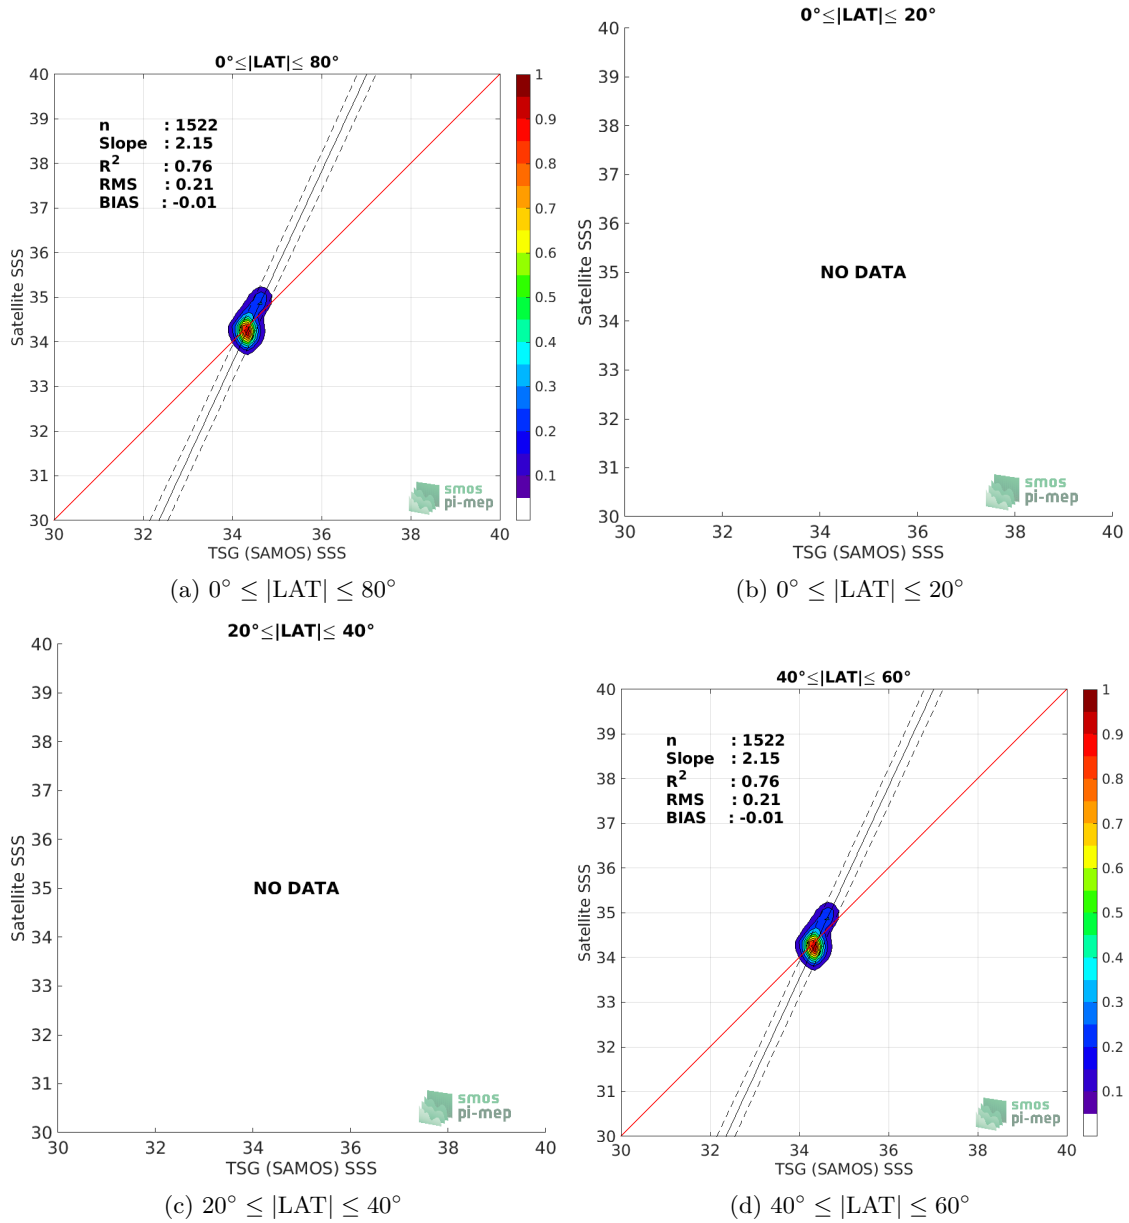 0°≤|LAT|≤ 80°
40
39
38
37
36
35
34
33
32
31
30
Satellite SSS
n : 1522
Slope : 2.15
R² : 0.76
RMS : 0.21
BIAS : -0.01
smos
pi-mep
30 32 34 36 38 40
TSG (SAMOS) SSS
1
0.9
0.8
0.7
0.6
0.5
0.4
0.3
0.2
0.1
(a) 0° ≤ |LAT| ≤ 80°
0°≤|LAT|≤ 20°
40
39
38
37
36
35
34
33
32
31
30
Satellite SSS
NO DATA
smos
pi-mep
30 32 34 36 38 40
TSG (SAMOS) SSS
(b) 0° ≤ |LAT| ≤ 20°
20°≤|LAT|≤ 40°
40
39
38
37
36
35
34
33
32
31
30
Satellite SSS
NO DATA
smos
pi-mep
30 32 34 36 38 40
TSG (SAMOS) SSS
(c) 20° ≤ |LAT| ≤ 40°
40°≤|LAT|≤ 60°
40
39
38
37
36
35
34
33
32
31
30
Satellite SSS
n : 1522
Slope : 2.15
R² : 0.76
RMS : 0.21
BIAS : -0.01
smos
pi-mep
30 32 34 36 38 40
TSG (SAMOS) SSS
1
0.9
0.8
0.7
0.6
0.5
0.4
0.3
0.2
0.1
(d) 40° ≤ |LAT| ≤ 60°